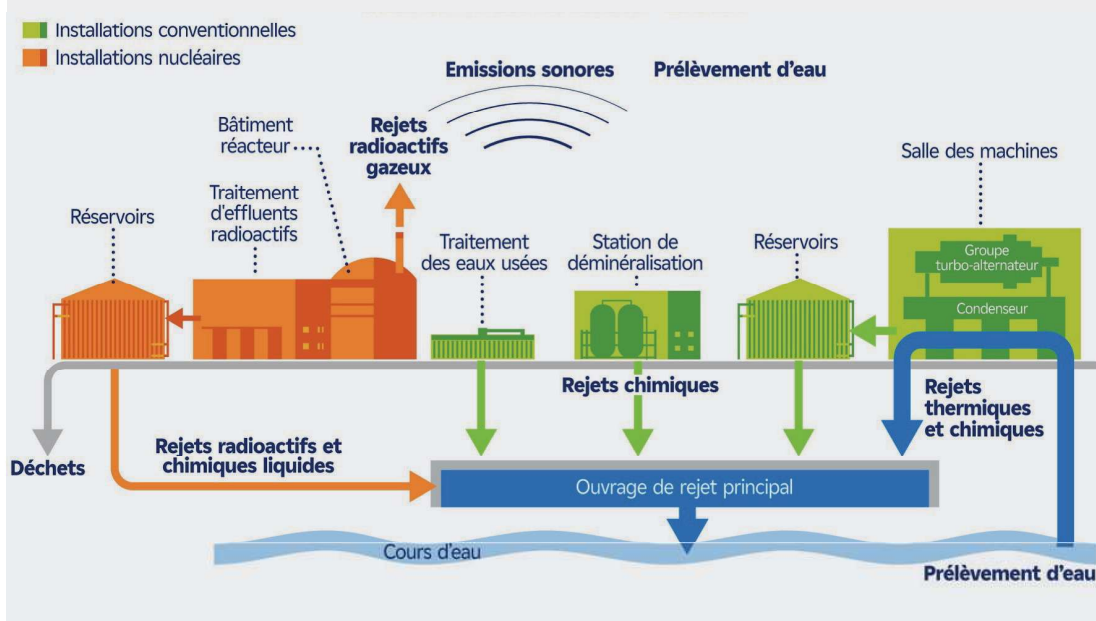 Installations conventionnelles
Installations nucléaires
Emissions sonores
Prélèvement d'eau
Bâtiment
réacteur
Rejets
radioactifs
gazeux
Salle des machines
Réservoirs
Traitement
d'effluents
radioactifs
Traitement
des eaux usées
Station de
déminéralisation
Réservoirs
Groupe
turbo-alternateur
Condenseur
Rejets chimiques
Rejets
thermiques
et chimiques
Déchets
Rejets radioactifs et
chimiques liquides
Ouvrage de rejet principal
Cours d'eau
Prélèvement d'eau